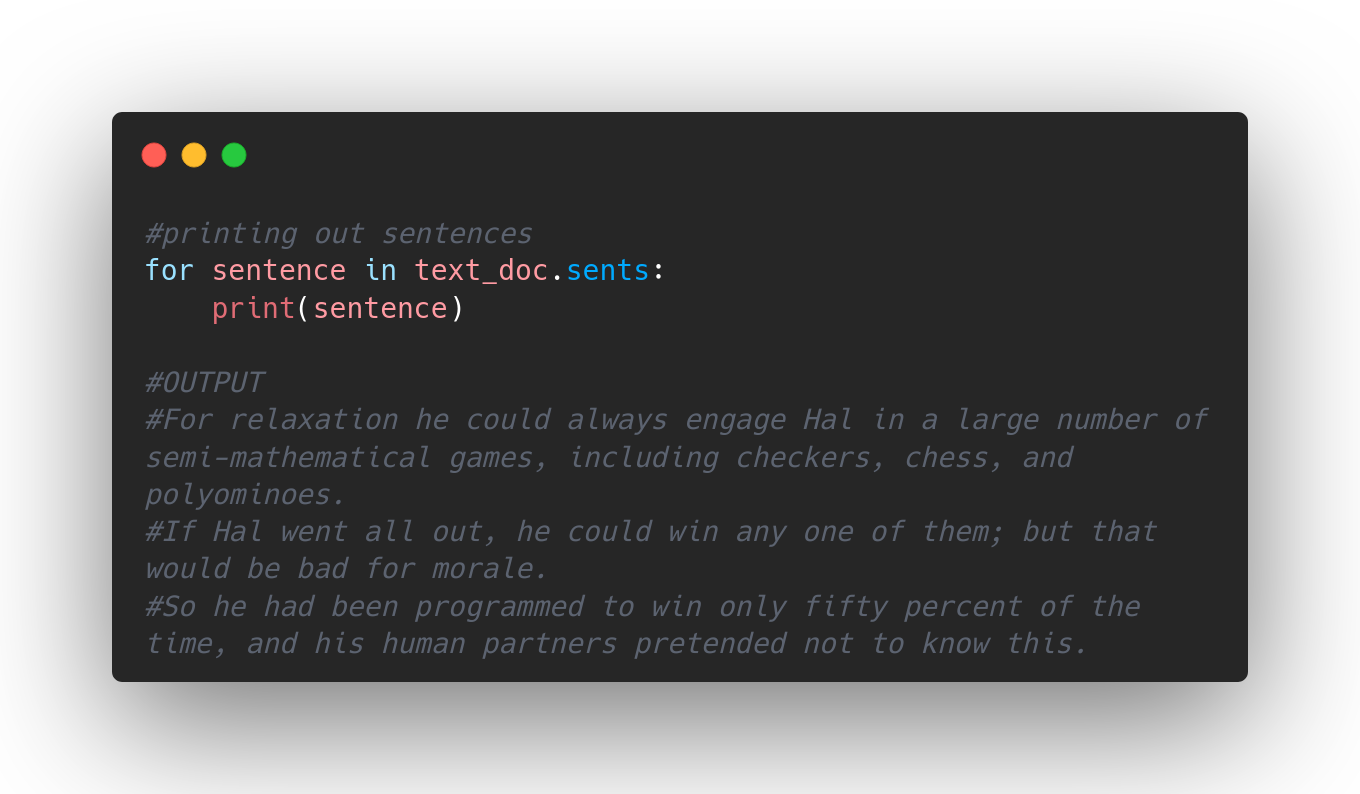 #printing out sentences
for sentence in text_doc.sents:
    print(sentence)
#OUTPUT
#For relaxation he could always engage Hal in a large number of
semi-mathematical games, including checkers, chess, and
polyominoes.
#If Hal went all out, he could win any one of them; but that
would be bad for morale.
#So he had been programmed to win only fifty percent of the
time, and his human partners pretended not to know this.